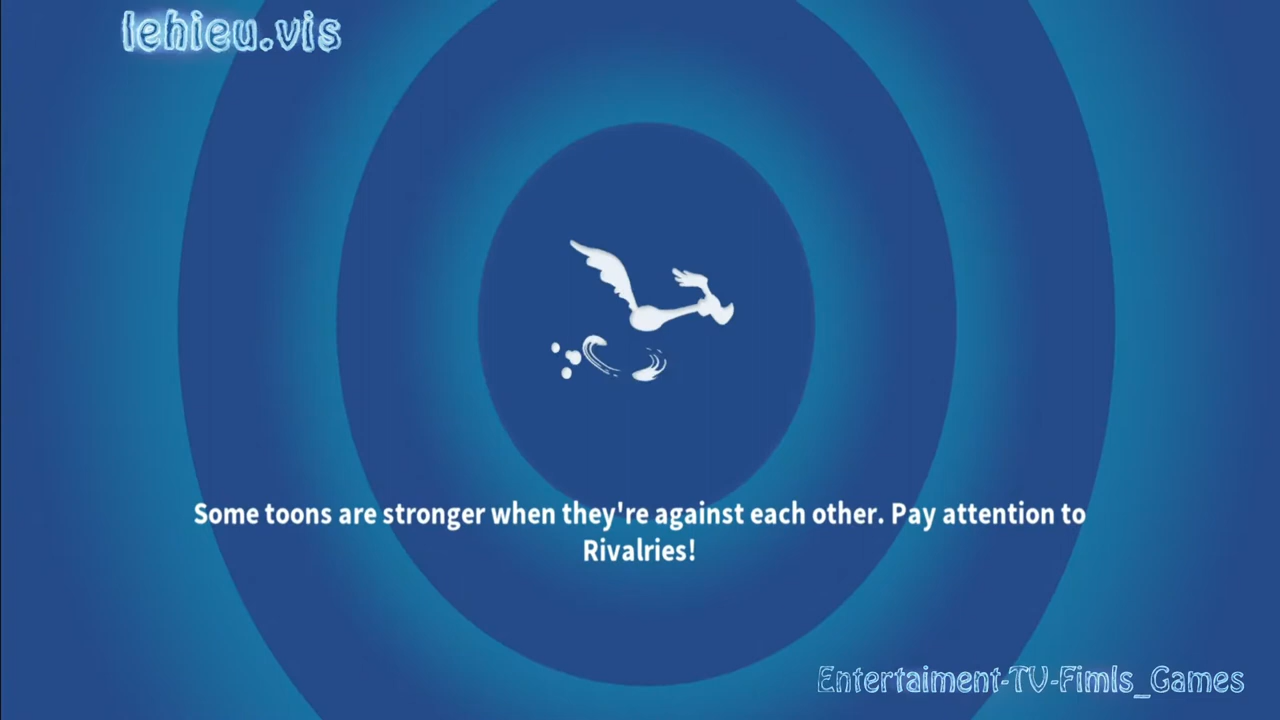 lehieu.vis
Some toons are stronger when they're against each other. Pay attention to
Rivalries!
Entertaiment-TV-Fimls_Games